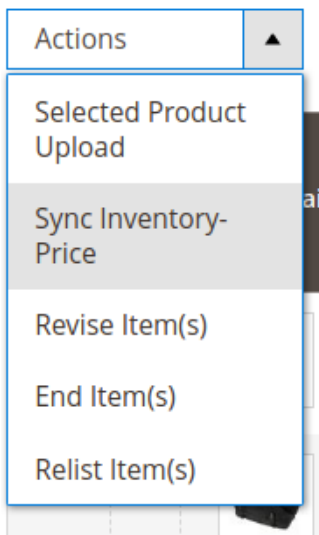 Actions
Selected Product
Upload
Sync Inventory-
Price
Revise Item(s)
End Item(s)
Relist Item(s)